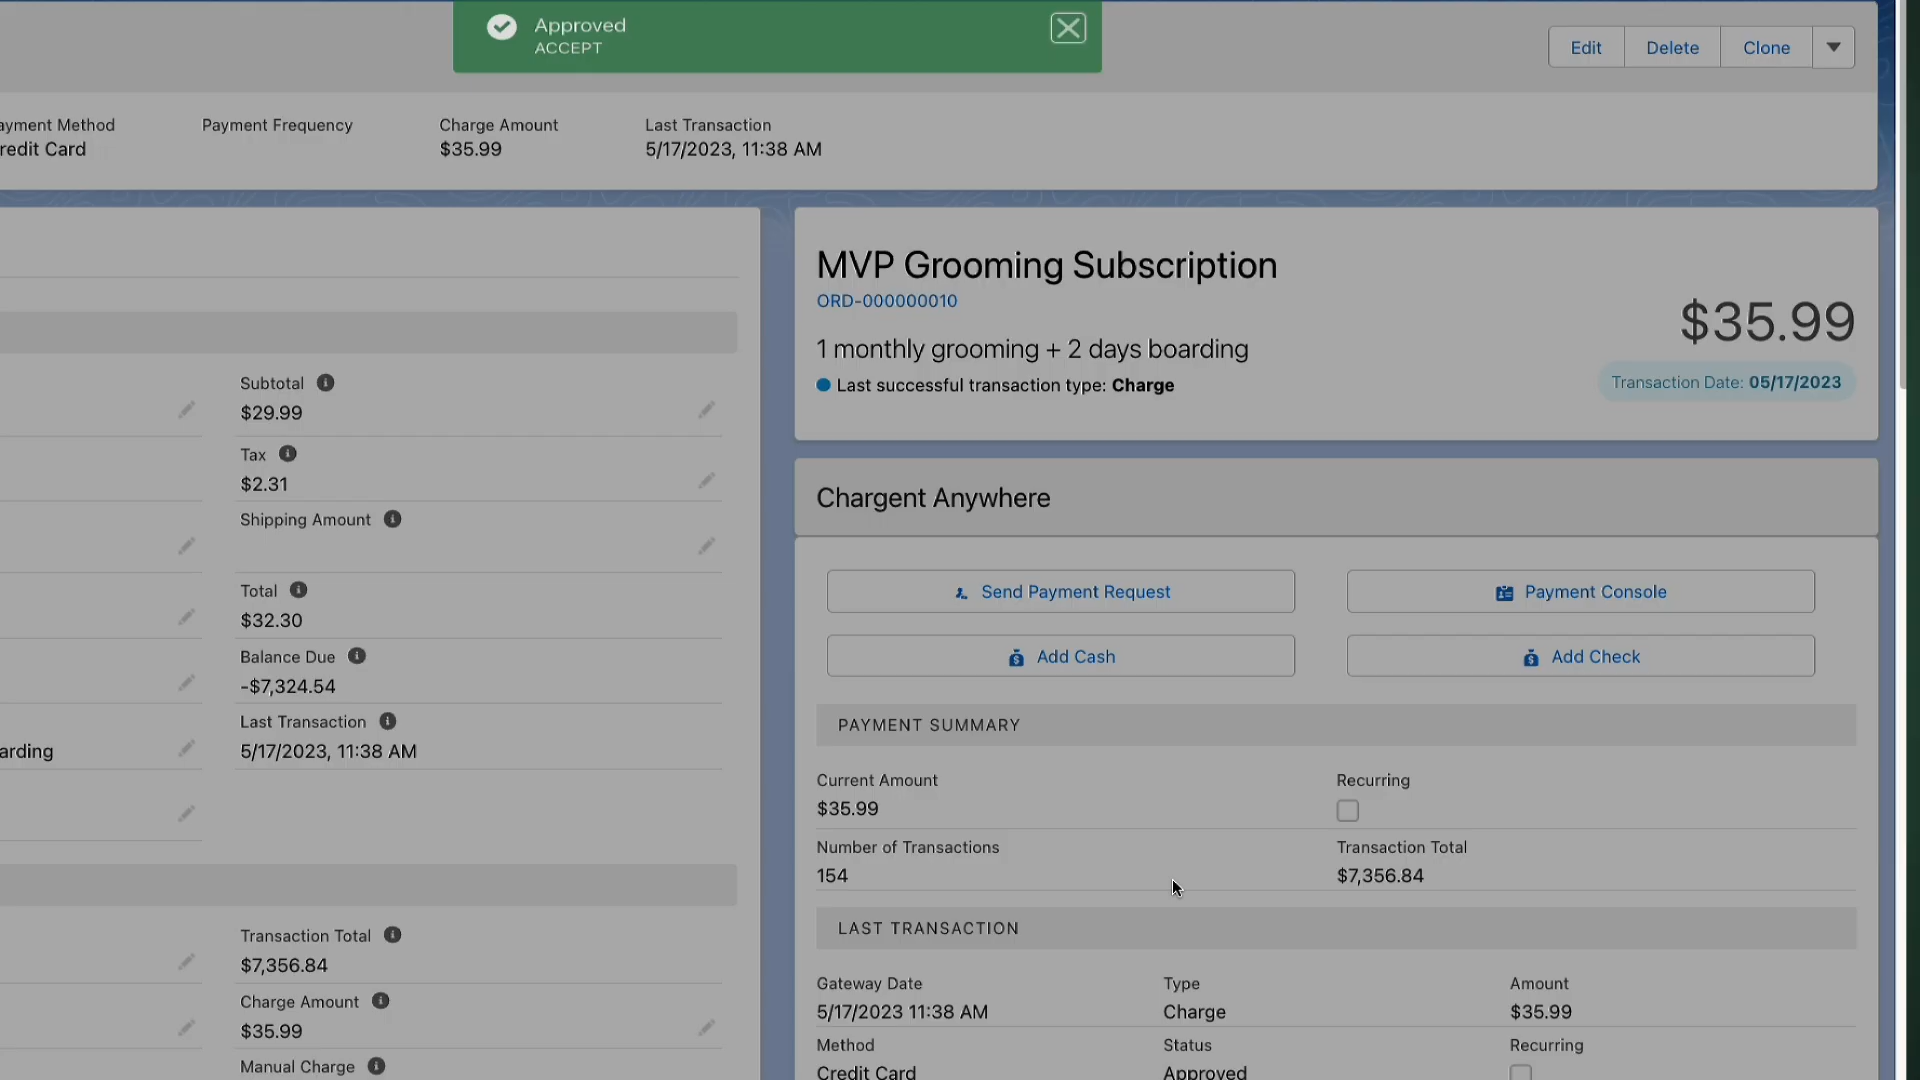 Approved
ACCEPT
Edit
Delete
Clone
ayment Method
redit Card
Payment Frequency
Charge Amount
$35.99
Last Transaction
5/17/2023, 11:38 AM
arding
Subtotal
$29.99
Tax
$2.31
Shipping Amount
Total
$32.30
Balance Due
-$7,324.54
Last Transaction
5/17/2023, 11:38 AM
Transaction Total
$7,356.84
Charge Amount
$35.99
Manual Charge
MVP Grooming Subscription
ORD-000000010
$35.99
1 monthly grooming + 2 days boarding
Last successful transaction type: Charge
Transaction Date: 05/17/2023
Chargent Anywhere
Send Payment Request
Payment Console
Add Cash
Add Check
PAYMENT SUMMARY
Current Amount
$35.99
Recurring
Number of Transactions
154
Transaction Total
$7,356.84
LAST TRANSACTION
Gateway Date
5/17/2023 11:38 AM
Type
Charge
Amount
$35.99
Method
Credit Card
Status
Approved
Recurring